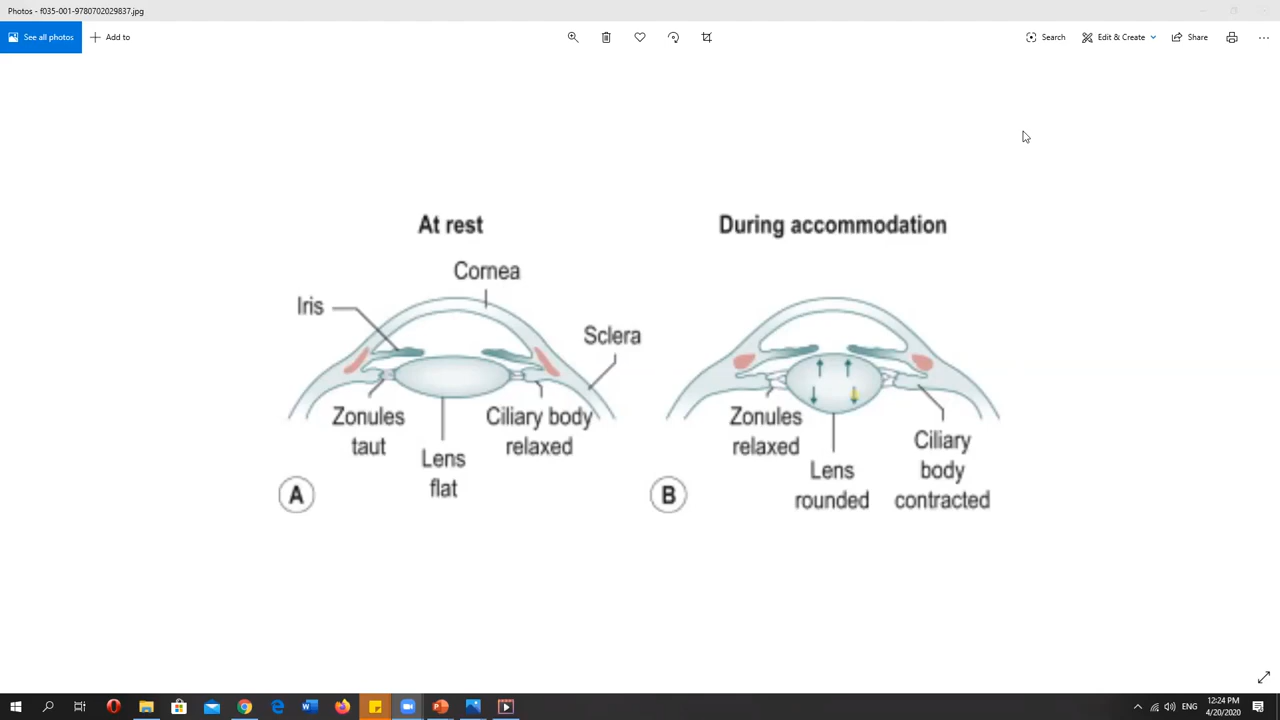 Photos - f035-001-9780702029837.jpg
See all photos
Add to
Search
Edit & Create
Share
At rest
During accommodation
Cornea
Iris
Sclera
Zonules
taut
Lens
flat
Ciliary body
relaxed
Zonules
relaxed
Lens
rounded
Ciliary
body
contracted
A
B
ENG
12:24 PM
4/20/2020